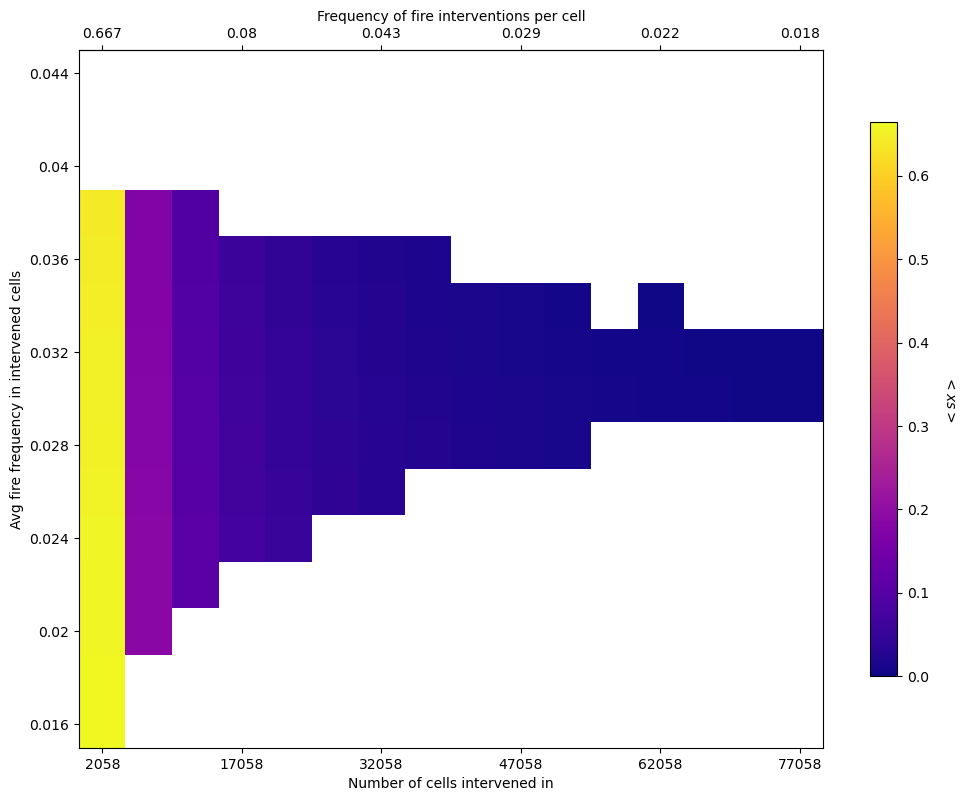 Frequency of fire interventions per cell
0.667 0.08 0.043 0.029 0.022 0.018
0.044
0.04
0.036
0.032
0.028
0.024
0.02
0.016
Avg fire frequency in intervened cells
2058 17058 32058 47058 62058 77058
Number of cells intervened in
0.6
0.5
0.4
0.3
0.2
0.1
0.0
< xs >